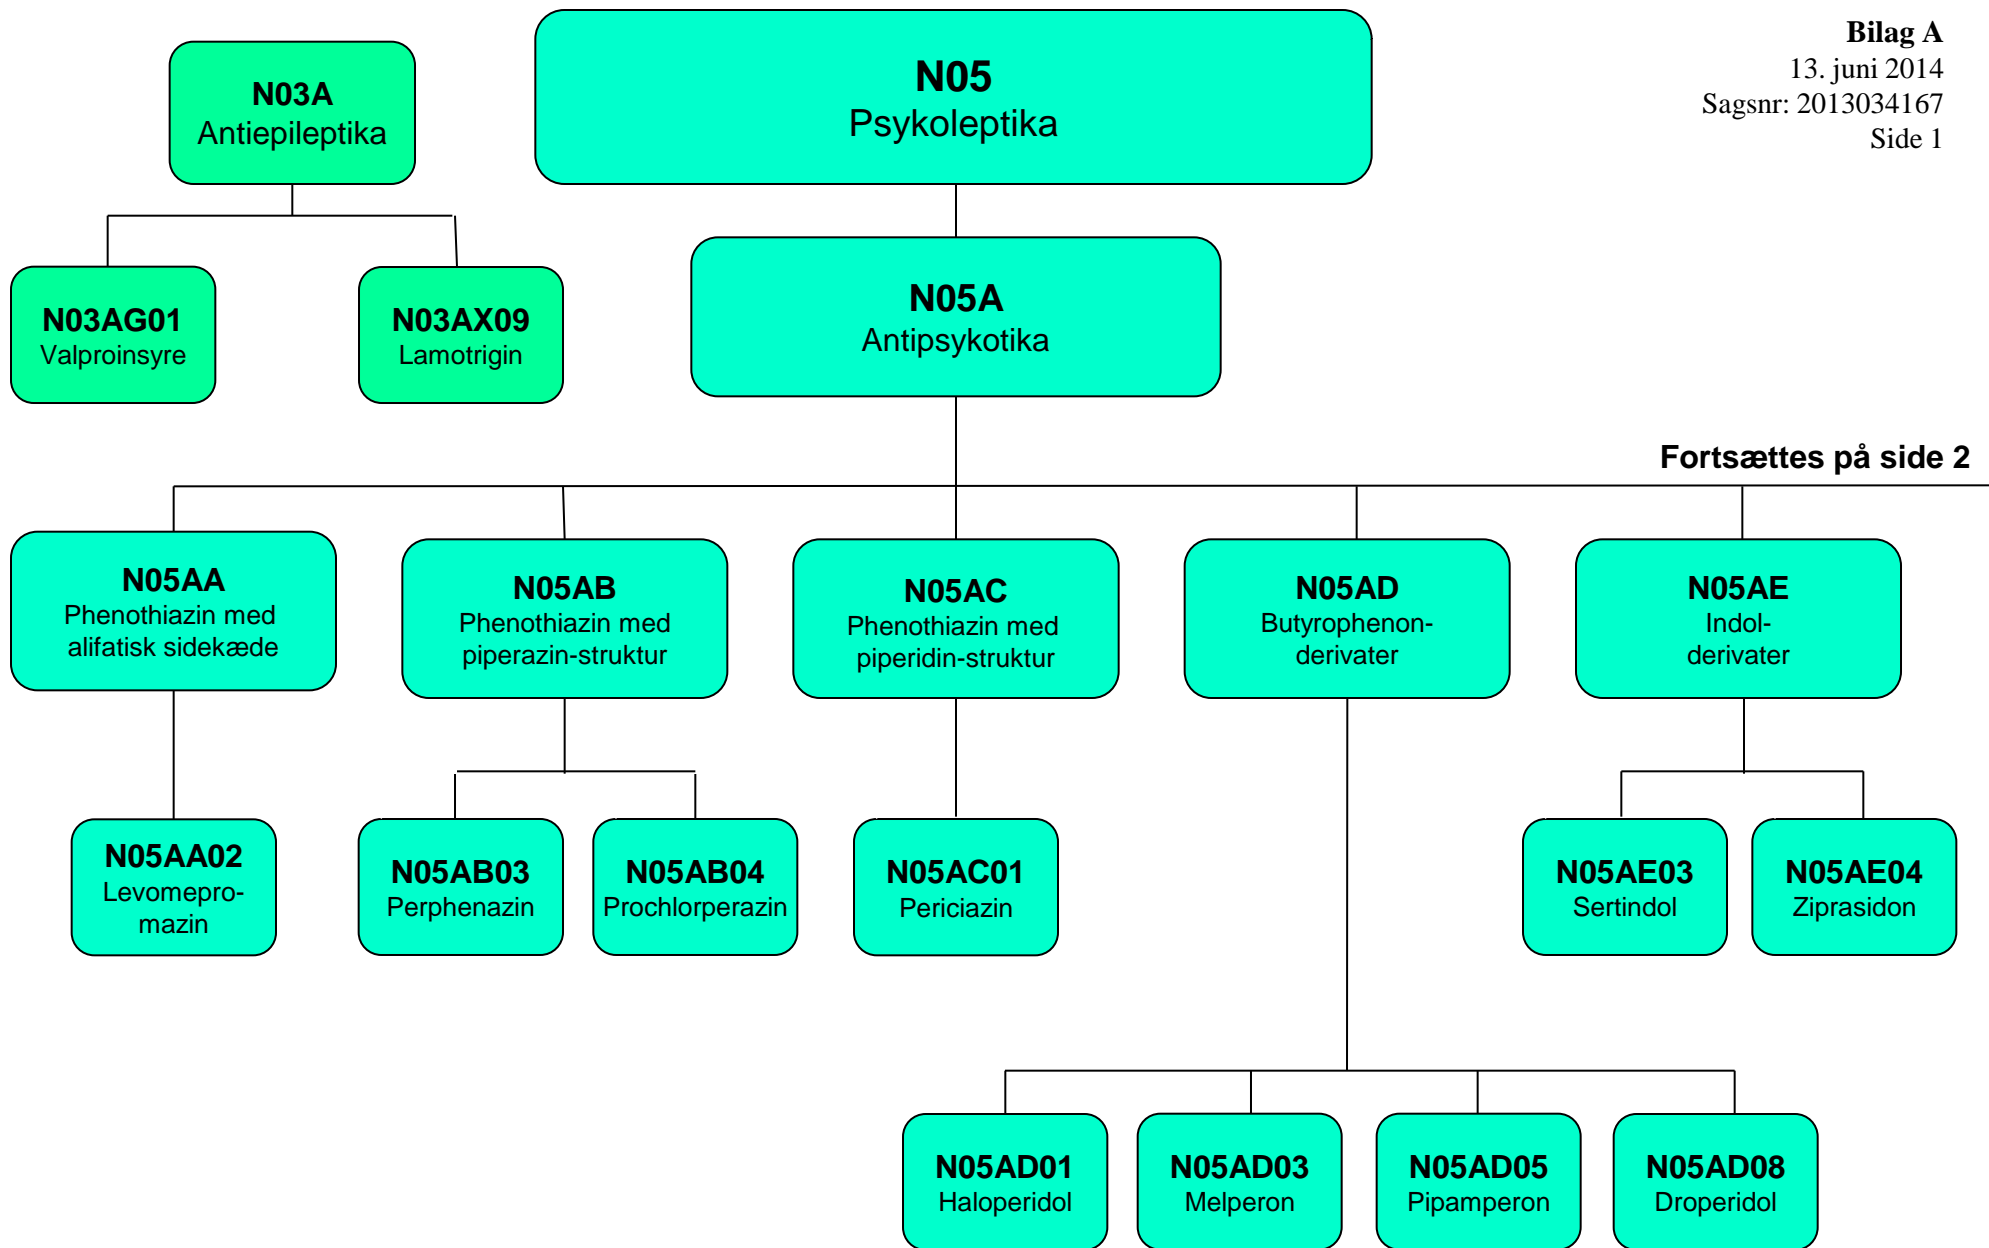 Bilag A
13. juni 2014
Sagsnr: 2013034167
Side 1
N03A
Antiepileptika
N05
Psykoleptika
N03AG01
Valproinsyre
N03AX09
Lamotrigin
N05A
Antipsykotika
Fortsættes på side 2
N05AA
Phenothiazin med
alifatisk sidekæde
N05AB
Phenothiazin med
piperazin-struktur
N05AC
Phenothiazin med
piperidin-struktur
N05AD
Butyrophenon-
derivater
N05AE
Indol-
derivater
N05AA02
Levomepro-
mazin
N05AB03
Perphenazin
N05AB04
Prochlorperazin
N05AC01
Periciazin
N05AE03
Sertindol
N05AE04
Ziprasidon
N05AD01
Haloperidol
N05AD03
Melperon
N05AD05
Pipamperon
N05AD08
Droperidol